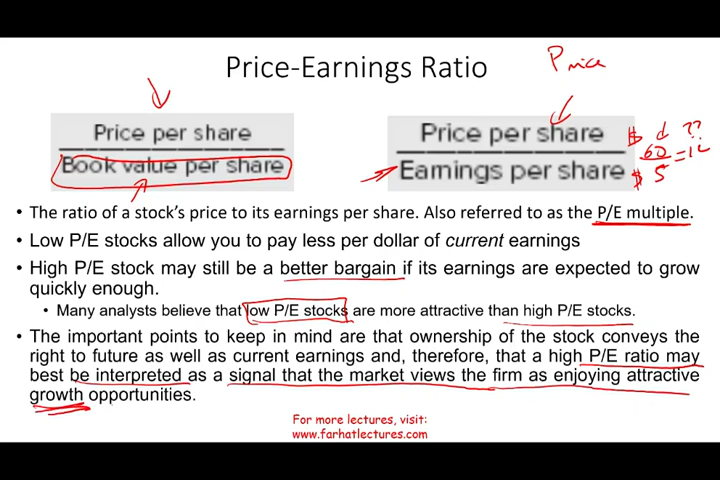 Price-Earnings Ratio
Price
Price per share
Book value per share
Price per share
Earnings per share
$ 60
$ 5
= 12
??
• The ratio of a stock's price to its earnings per share. Also referred to as the P/E multiple.
• Low P/E stocks allow you to pay less per dollar of current earnings
• High P/E stock may still be a better bargain if its earnings are expected to grow
quickly enough.
• Many analysts believe that low P/E stocks are more attractive than high P/E stocks.
• The important points to keep in mind are that ownership of the stock conveys the
right to future as well as current earnings and, therefore, that a high P/E ratio may
best be interpreted as a signal that the market views the firm as enjoying attractive
growth opportunities.
For more lectures, visit:
www.farhatlectures.com